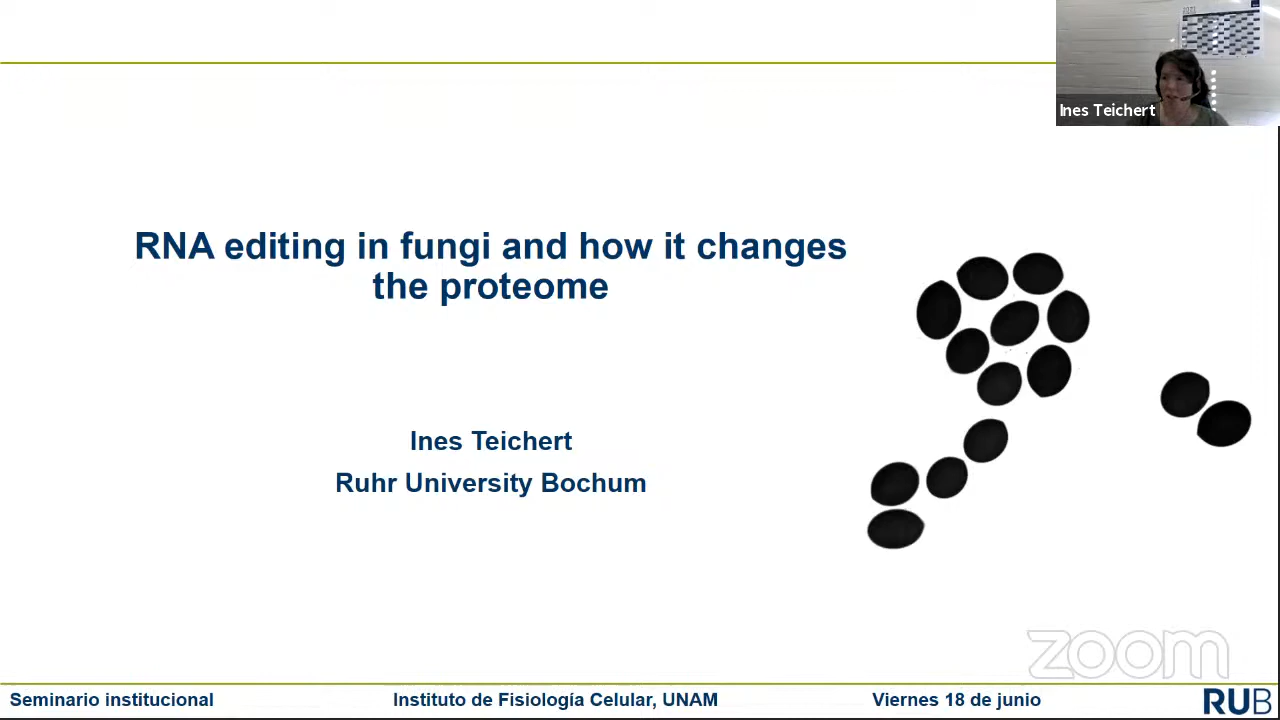 Ines Teichert
RNA editing in fungi and how it changes
the proteome
Ines Teichert
Ruhr University Bochum
zoom
Seminario institucional
Instituto de Fisiología Celular, UNAM
Viernes 18 de junio
RUB